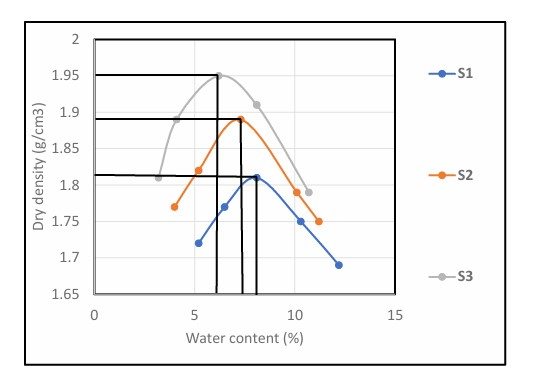 2
1.95
1.9
1.85
1.8
1.75
1.7
1.65
0 5 10 15
Dry density (g/cm3)
Water content (%)
S1
S2
S3